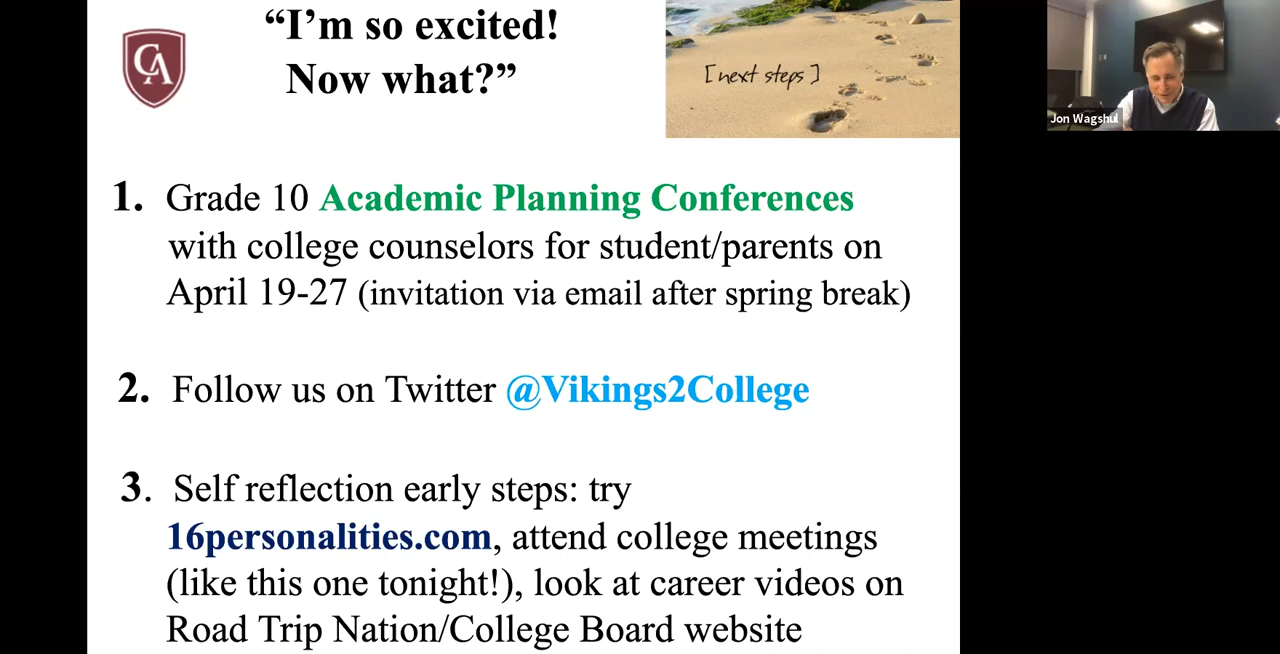 “I’m so excited!
Now what?”
CA
[next steps]
Jon Wagshul
1. Grade 10 Academic Planning Conferences
with college counselors for student/parents on
April 19-27 (invitation via email after spring break)
2. Follow us on Twitter @Vikings2College
3. Self reflection early steps: try
16personalities.com, attend college meetings
(like this one tonight!), look at career videos on
Road Trip Nation/College Board website